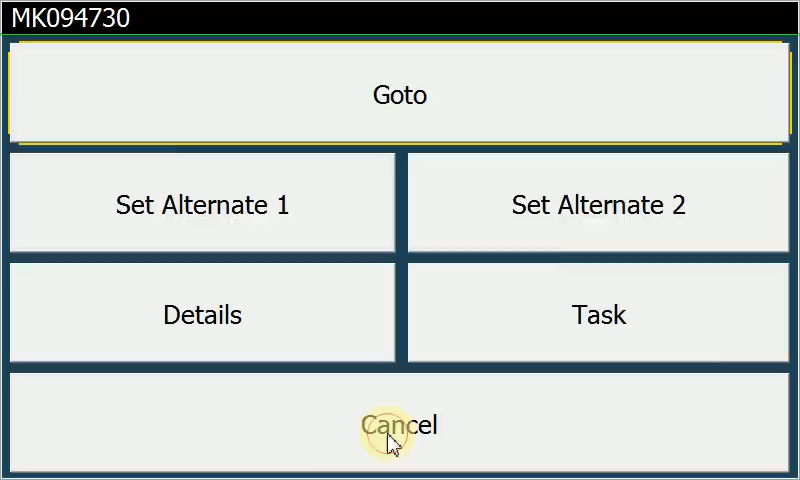 MK094730
Goto
Set Alternate 1
Set Alternate 2
Details
Task
Cancel